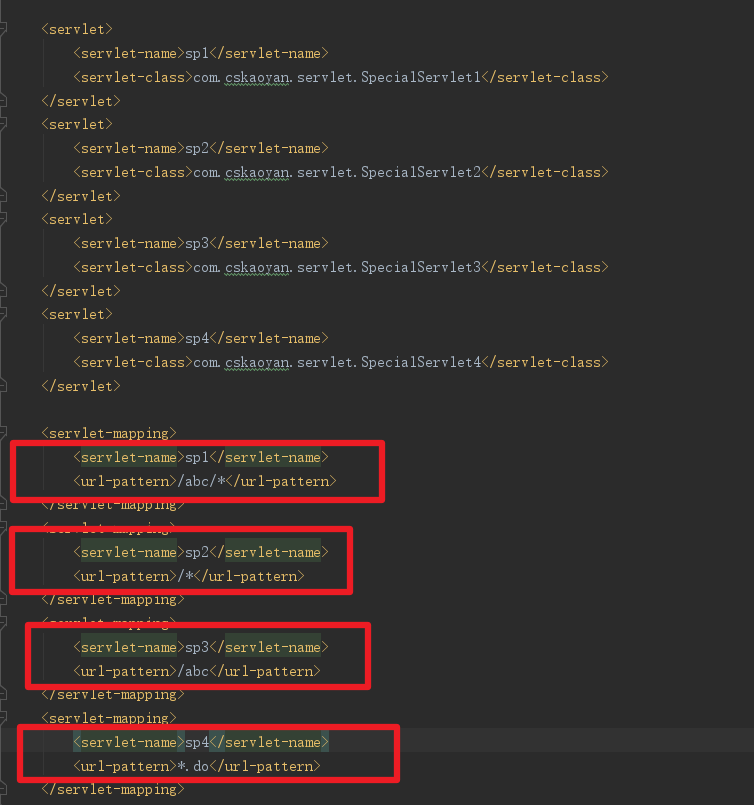 <servlet>
<servlet-name>sp1</servlet-name>
<servlet-class>com.cskaoyan.servlet.SpecialServlet1</servlet-class>
</servlet>
<servlet>
<servlet-name>sp2</servlet-name>
<servlet-class>com.cskaoyan.servlet.SpecialServlet2</servlet-class>
</servlet>
<servlet>
<servlet-name>sp3</servlet-name>
<servlet-class>com.cskaoyan.servlet.SpecialServlet3</servlet-class>
</servlet>
<servlet>
<servlet-name>sp4</servlet-name>
<servlet-class>com.cskaoyan.servlet.SpecialServlet4</servlet-class>
</servlet>
<servlet-mapping>
<servlet-name>sp1</servlet-name>
<url-pattern>/abc/*</url-pattern>
</servlet-mapping>
<servlet-mapping>
<servlet-name>sp2</servlet-name>
<url-pattern>/*</url-pattern>
</servlet-mapping>
<servlet-mapping>
<servlet-name>sp3</servlet-name>
<url-pattern>/abc</url-pattern>
</servlet-mapping>
<servlet-mapping>
<servlet-name>sp4</servlet-name>
<url-pattern>*.do</url-pattern>
</servlet-mapping>